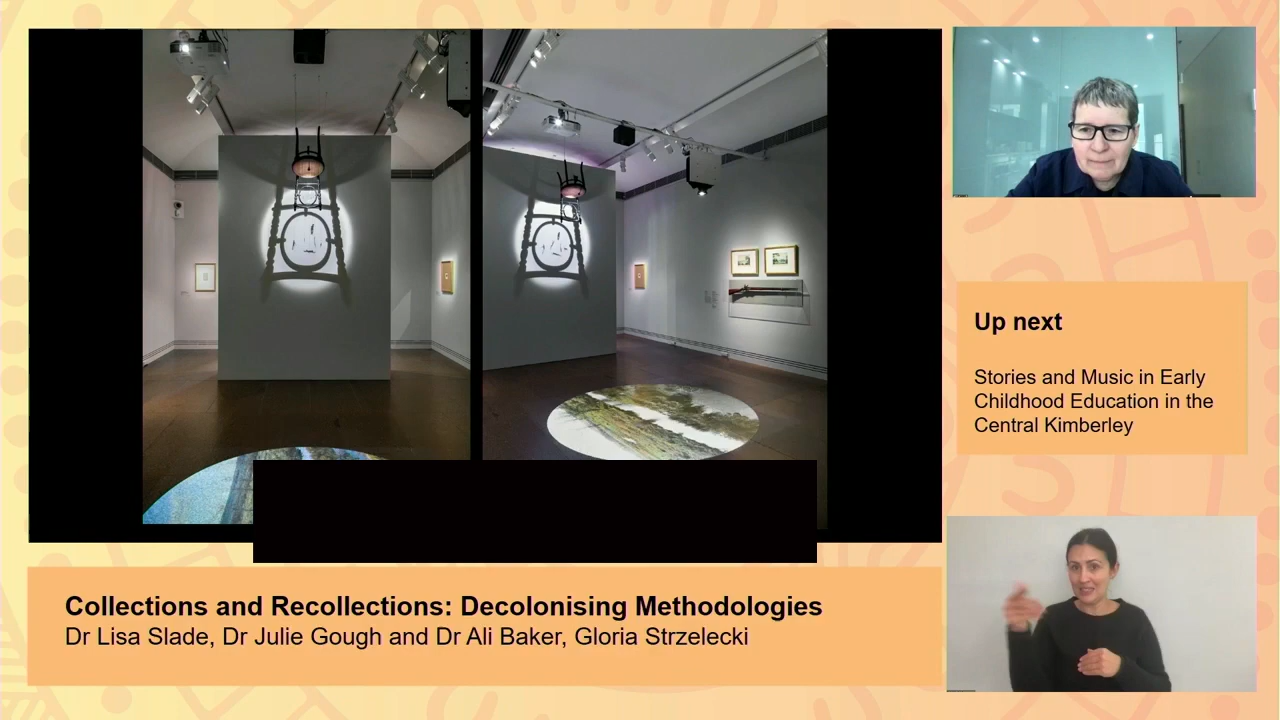 Up next
Stories and Music in Early
Childhood Education in the
Central Kimberley
Collections and Recollections: Decolonising Methodologies
Dr Lisa Slade, Dr Julie Gough and Dr Ali Baker, Gloria Strzelecki